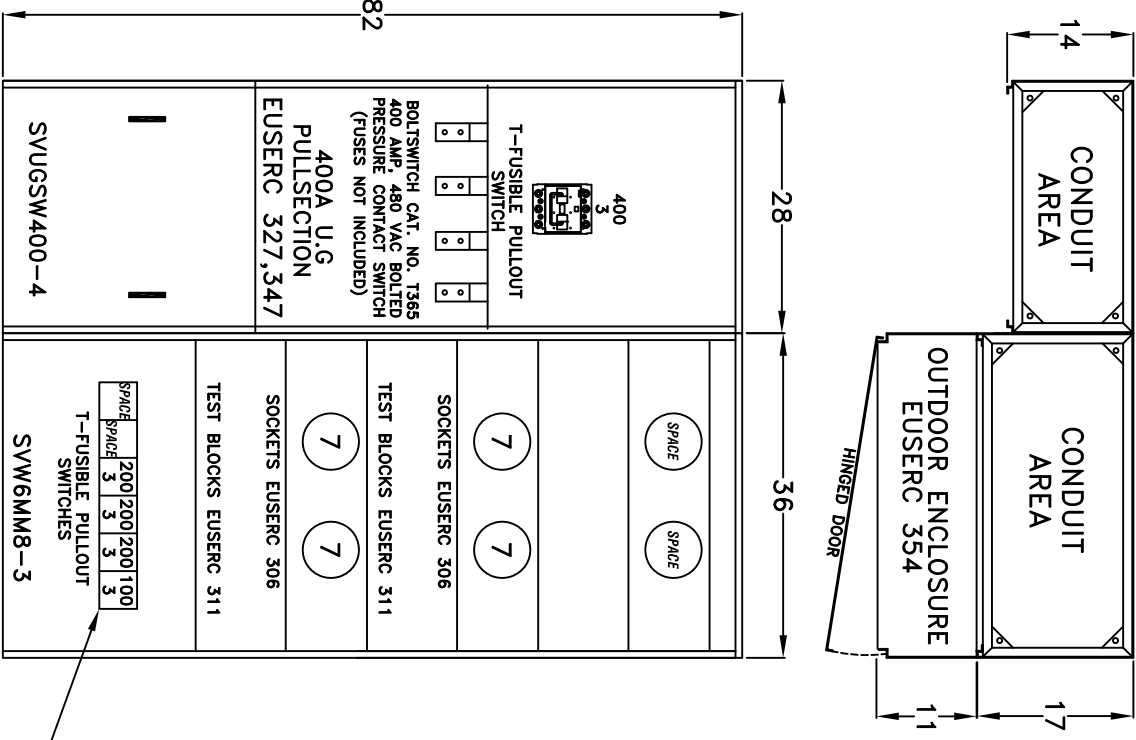 82
14
28
36
11
17
CONDUIT
AREA
CONDUIT
AREA
OUTDOOR ENCLOSURE
EUSERC 354
HINGED DOOR
400
3
T-FUSIBLE PULLOUT
SWITCH
BOLTSWITCH CAT. NO. T365
400 AMP, 480 VAC BOLTED
PRESSURE CONTACT SWITCH
(FUSES NOT INCLUDED)
400A U.G
PULLSECTION
EUSERC 327,347
SVUGSW400-4
SPACE
SPACE
7
7
SOCKETS EUSERC 306
TEST BLOCKS EUSERC 311
7
7
SOCKETS EUSERC 306
TEST BLOCKS EUSERC 311
SPACE SPACE 200 200 200 100
3 3 3 3
T-FUSIBLE PULLOUT
SWITCHES
SVW6MM8-3